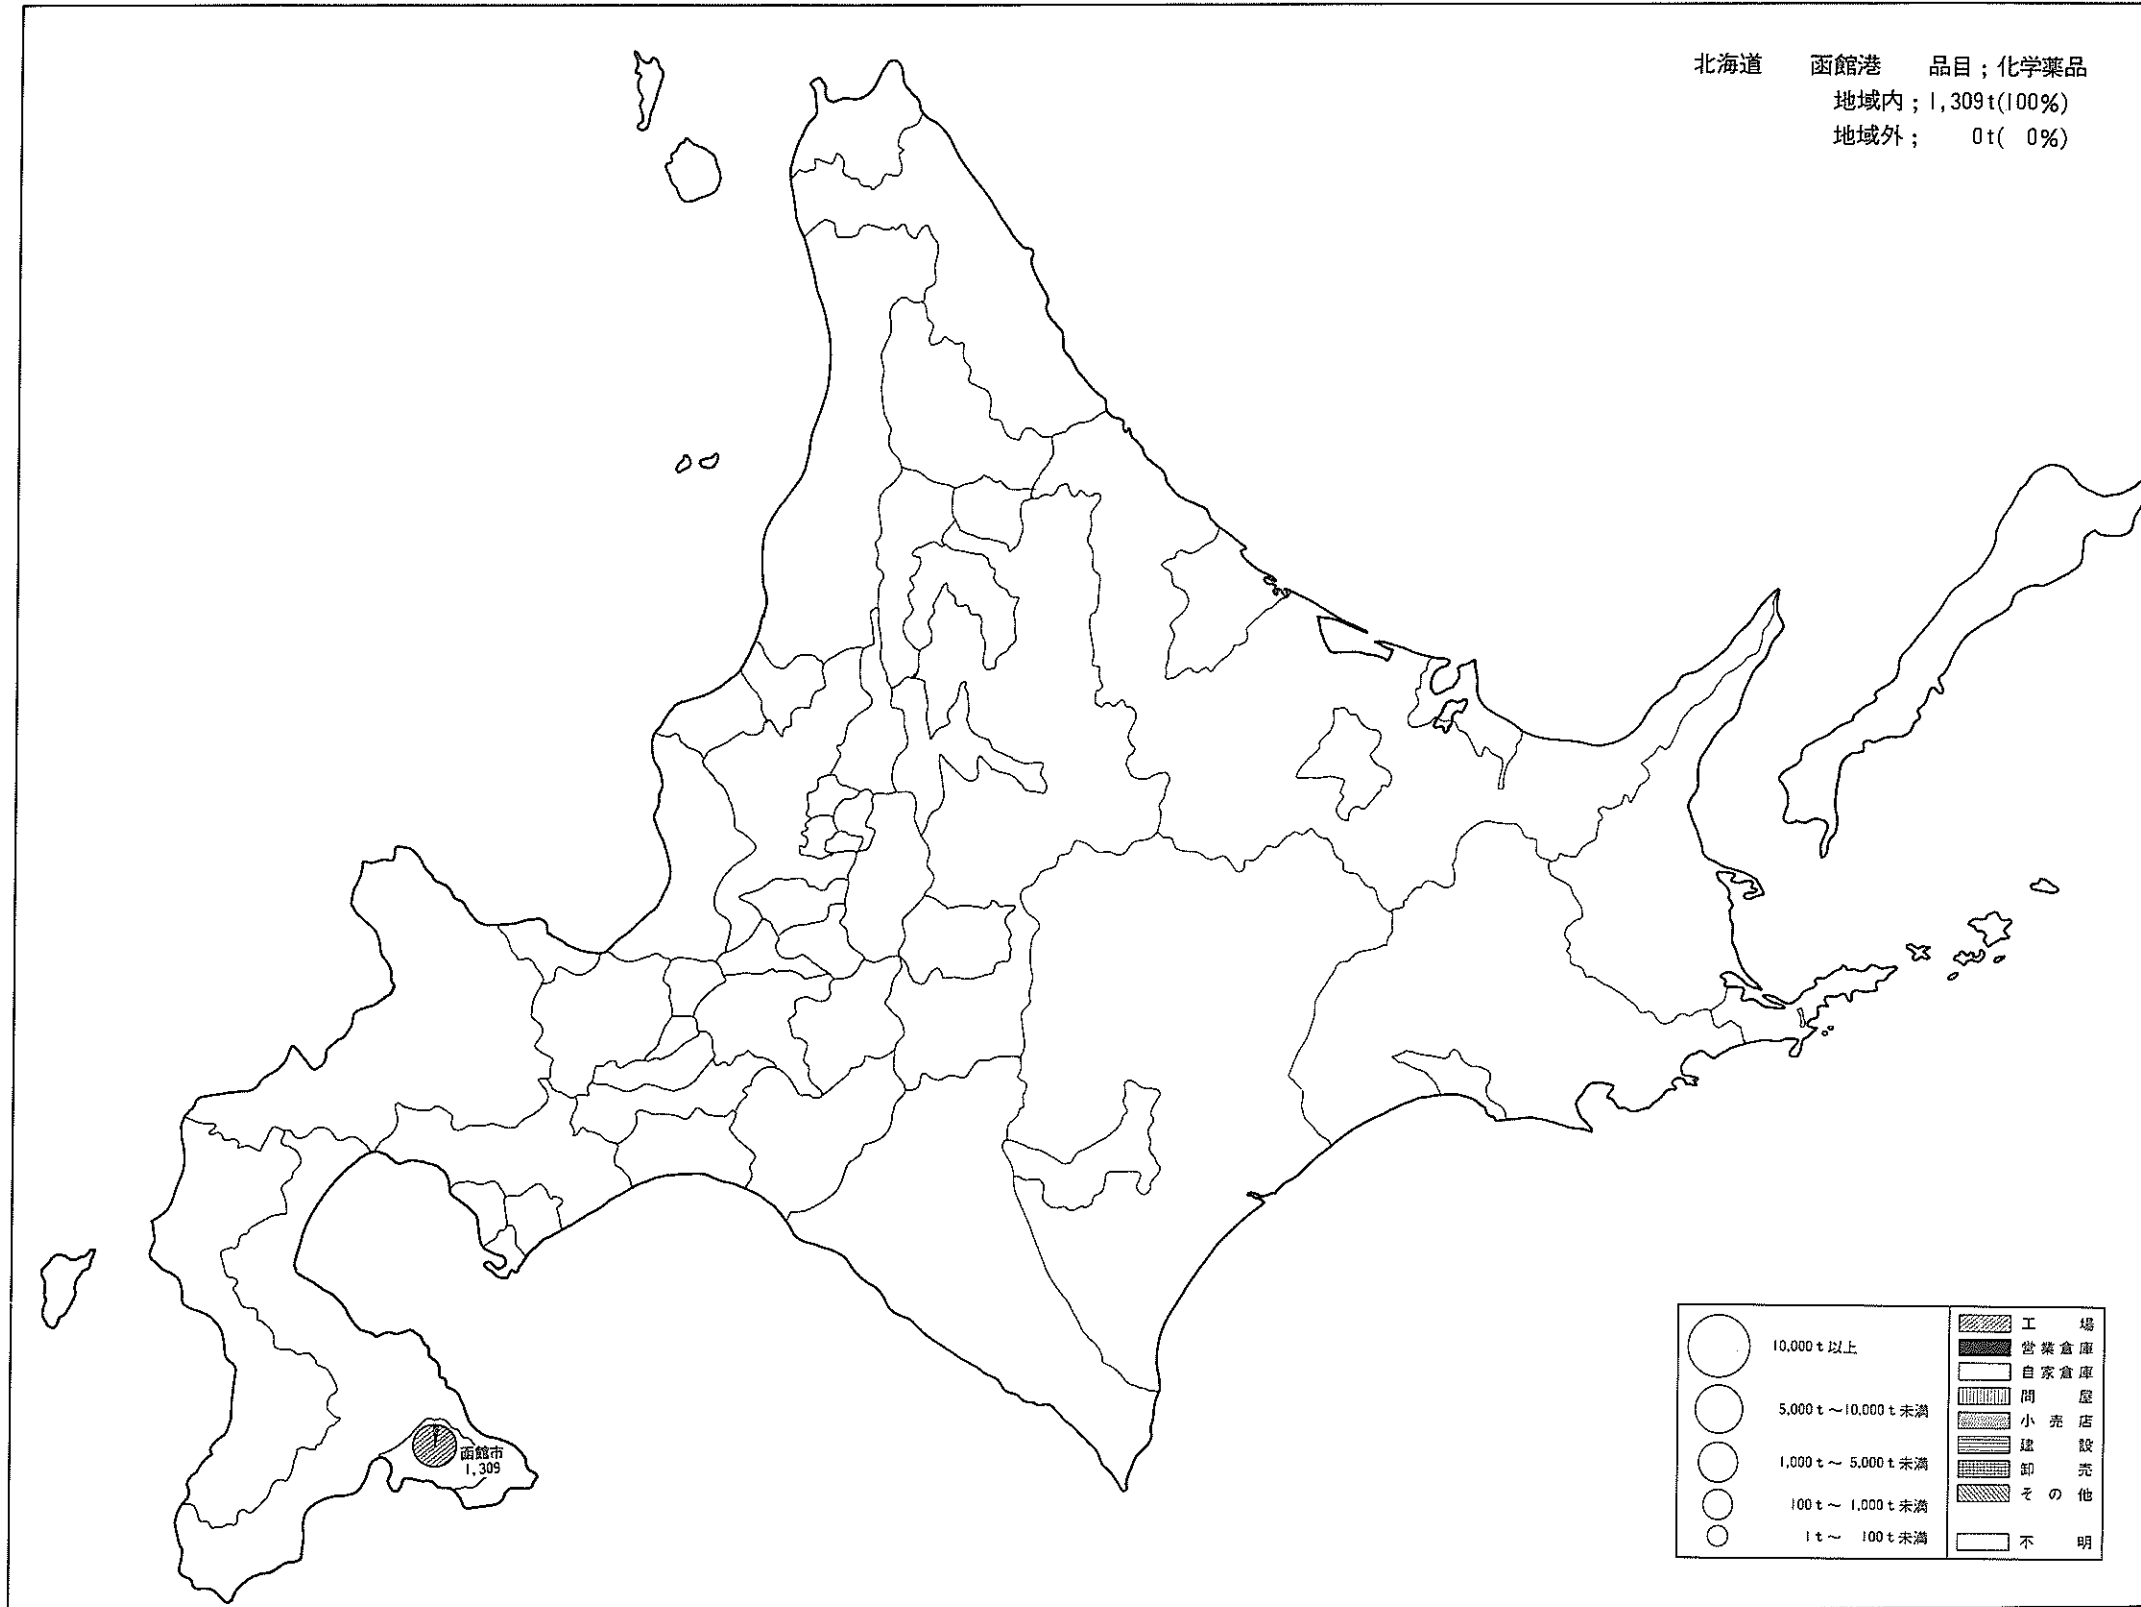 北海道 函館港 品目；化学薬品
地域内；1,309t(100%)
地域外； 0t( 0%)
函館市
1,309
10,000t以上
5,000t～10,000t未満
1,000t～ 5,000t未満
100t～ 1,000t未満
1t～ 100t未満
工場
営業倉庫
自家倉庫
問屋
小売店
建設
卸売
その他
不明